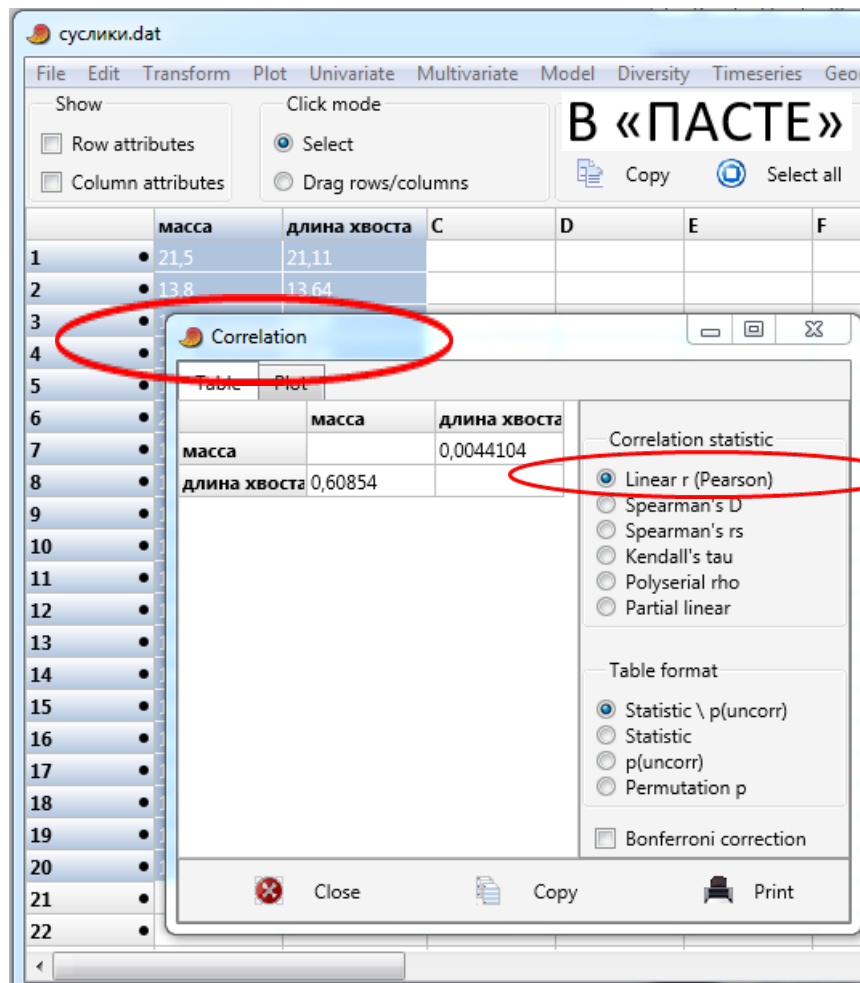 суслики.dat
File Edit Transform Plot Univariate Multivariate Model Diversity Timeseries
Show Click mode
В «ПАСТЕ»
Row attributes Select
Column attributes Drag rows/columns Copy Select all
масса длина хвоста C D E F
1 • 21,5 21,11
2 • 13,8 13,64
3 •
Correlation
4 •
5 •
Table Plot
6 •
масса длина хвоста
7 •
масса 0,0044104
8 •
длина хвоста 0,60854
9 •
10 •
11 •
12 •
13 •
14 •
15 •
16 •
17 •
18 •
19 •
20 •
21 •
22 •
Correlation statistic
Linear r (Pearson)
Spearman's D
Spearman's rs
Kendall's tau
Polyserial rho
Partial linear
Table format
Statistic \ p(uncorr)
Statistic
p(uncorr)
Permutation p
Bonferroni correction
Close Copy Print